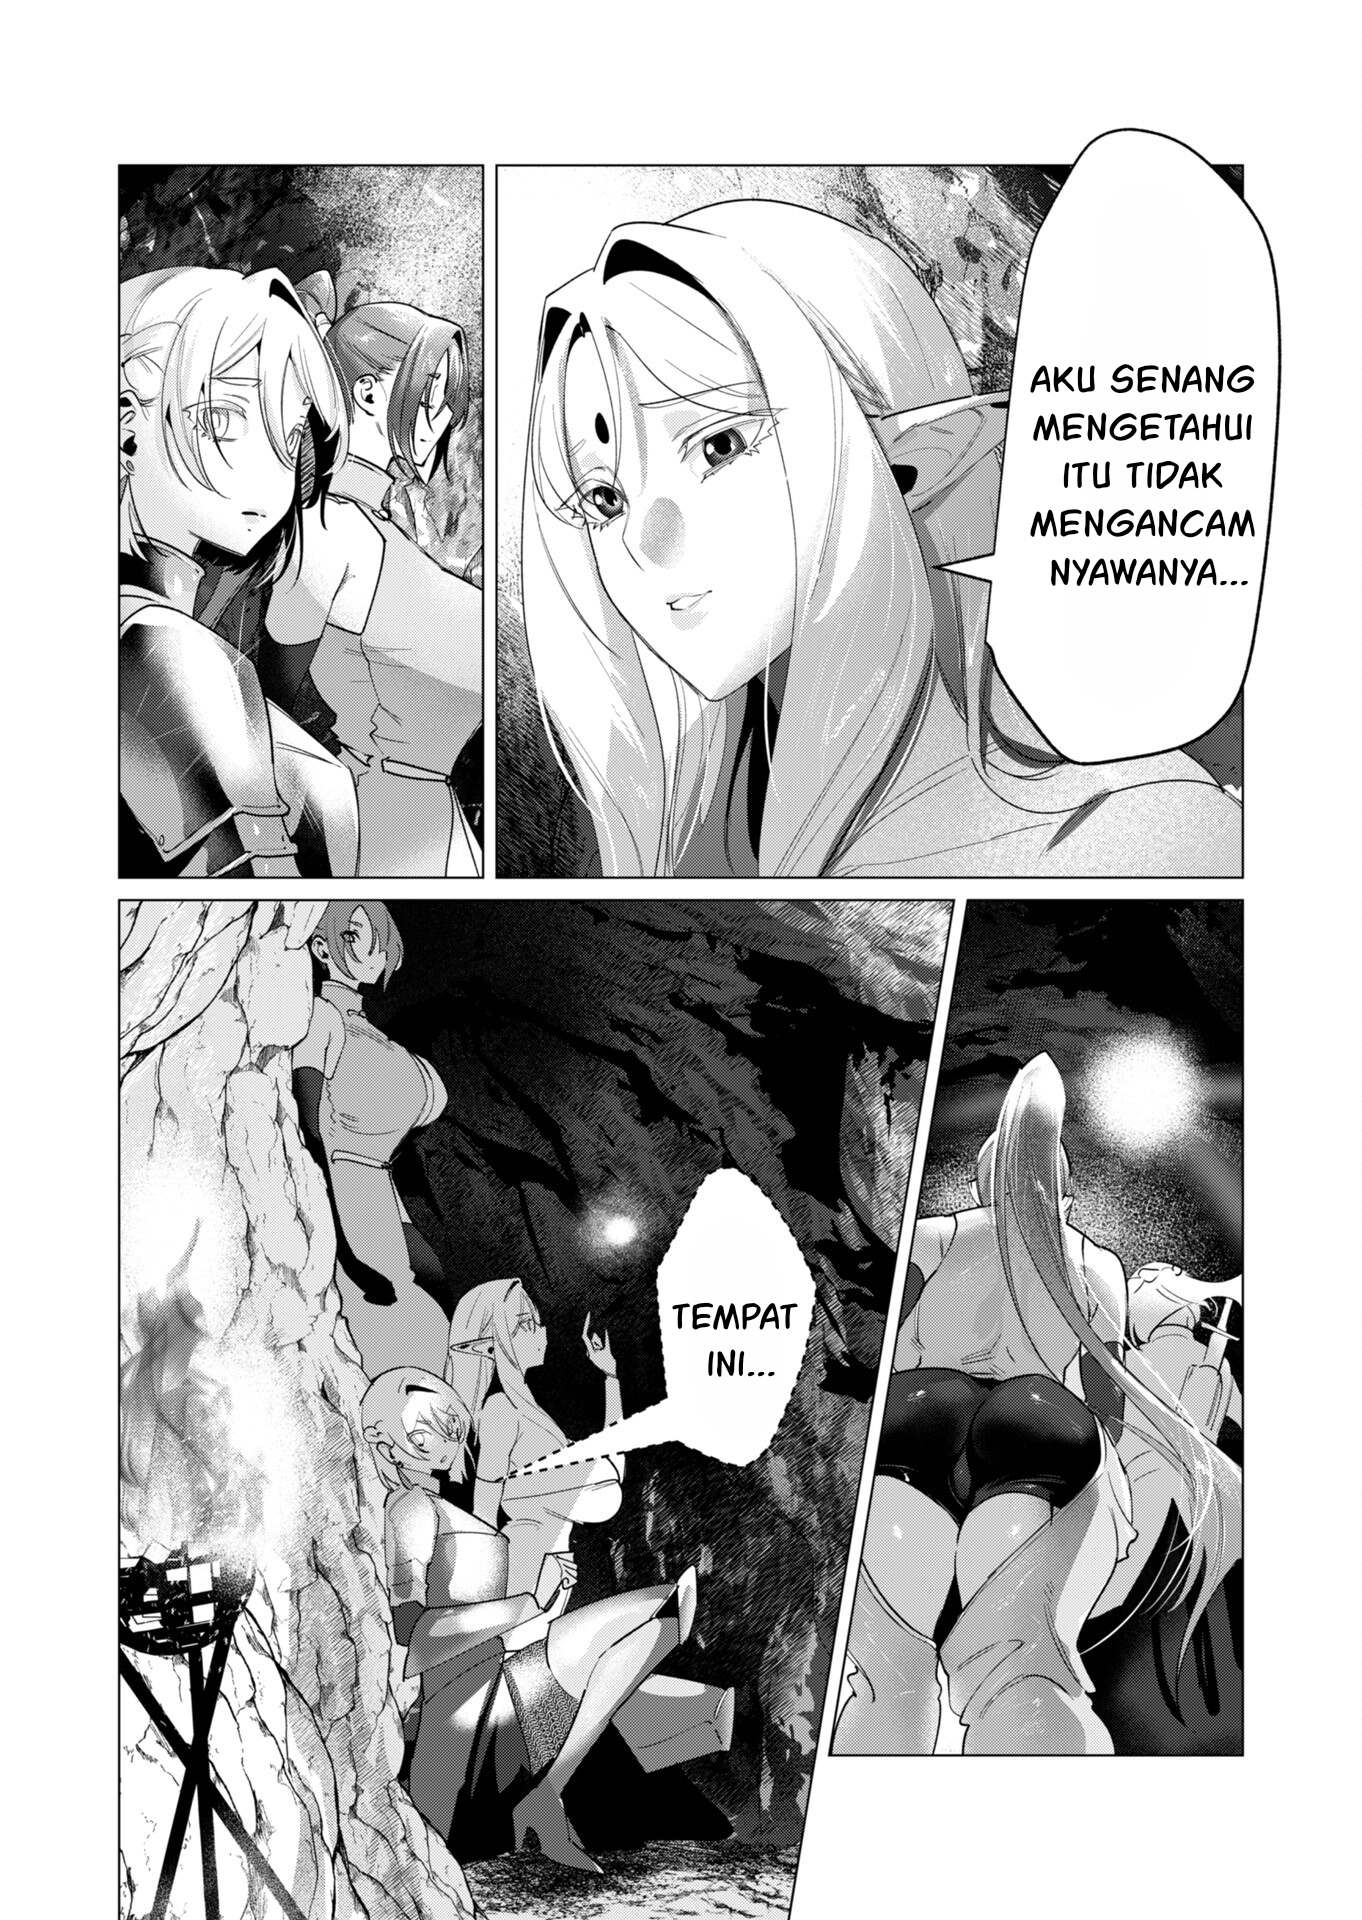 AKU SENANG
MENGETAHUI
ITU TIDAK
MENGANCAM
NYAWANYA...
TEMPAT
INI...